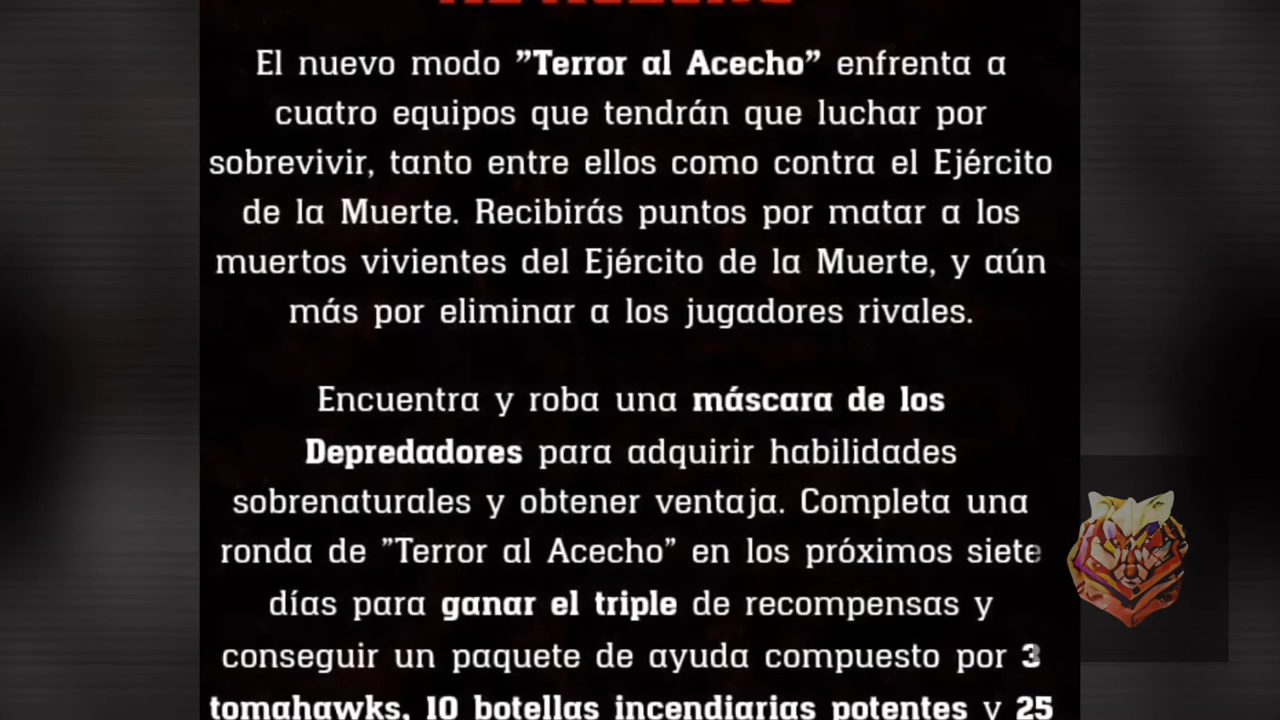 El nuevo modo ”Terror al Acecho” enfrenta a
cuatro equipos que tendrán que luchar por
sobrevivir, tanto entre ellos como contra el Ejército
de la Muerte. Recibirás puntos por matar a los
muertos vivientes del Ejército de la Muerte, y aún
más por eliminar a los jugadores rivales.
Encuentra y roba una máscara de los
Depredadores para adquirir habilidades
sobrenaturales y obtener ventaja. Completa una
ronda de ”Terror al Acecho” en los próximos siete
días para ganar el triple de recompensas y
conseguir un paquete de ayuda compuesto por 3
tomahawks, 10 botellas incendiarias potentes y 25